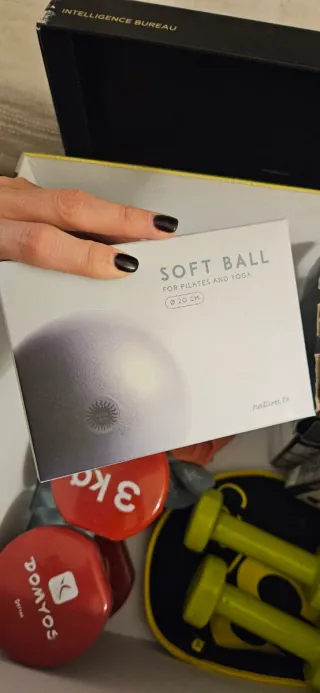 INTELLIGENCE BUREAU
SOFT BALL
FOR PILATES AND YOGA
Ø 20 CM
3 kg
DOMYOS